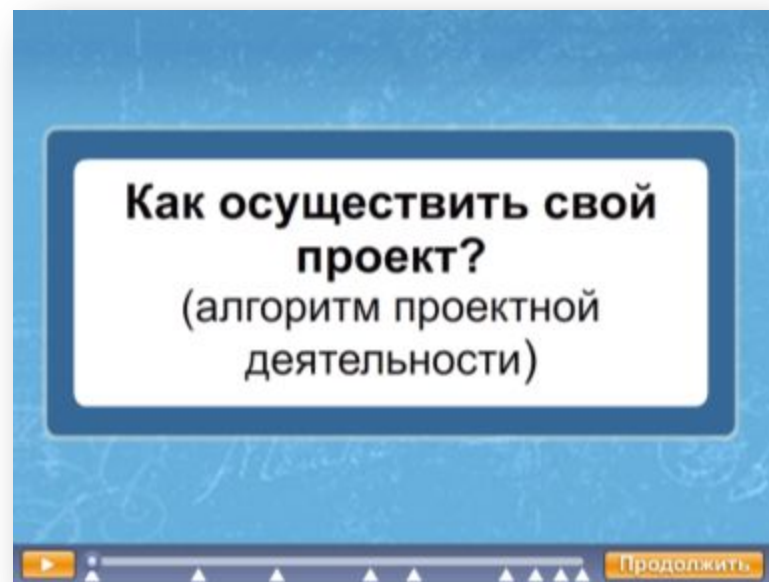 Как осуществить свой
проект?
(алгоритм проектной
деятельности)
Продолжить